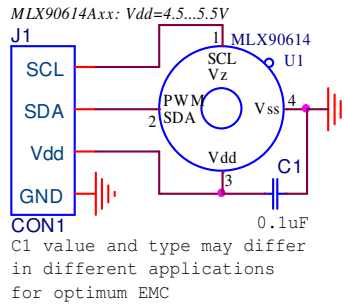 MLX90614Axx: Vdd=4.5...5.5V
J1
1 MLX90614
U1
SCL
Vz
SCL
SDA
PWM
SDA
2
Vss
4
Vdd
Vdd
3
C1
GND
0.1uF
CON1
C1 value and type may differ
in different applications
for optimum EMC